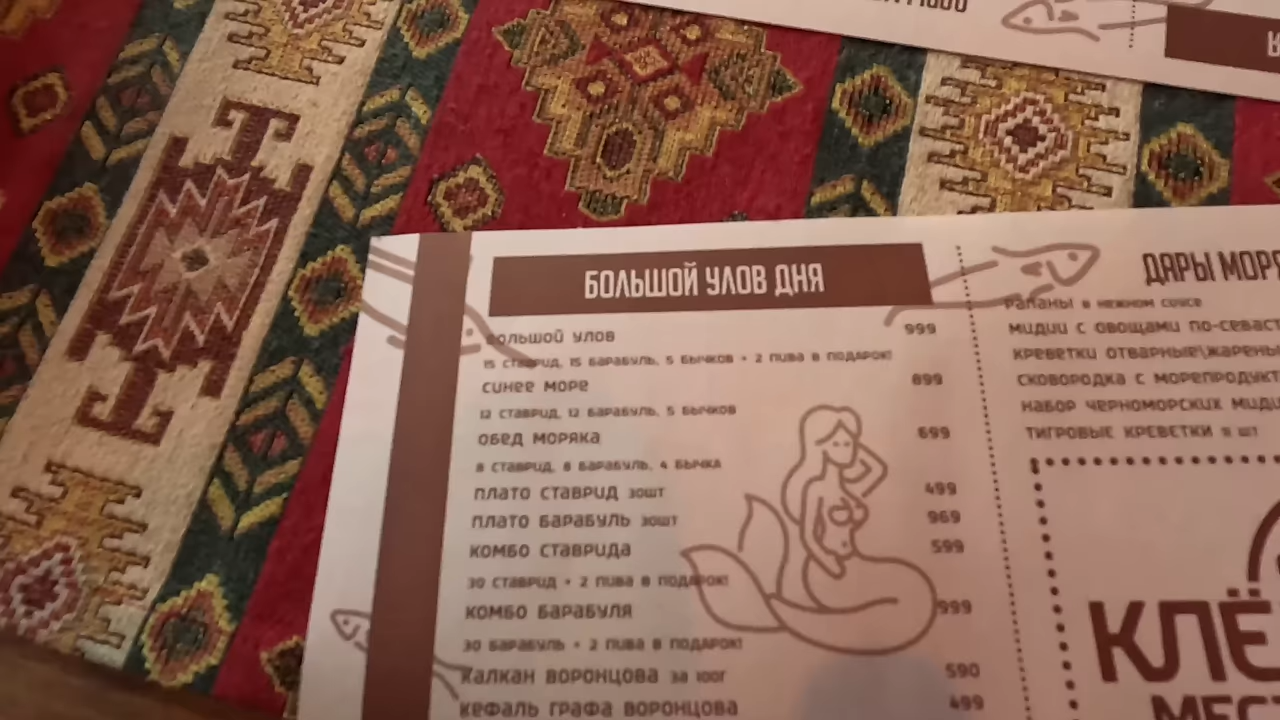 БОЛЬШОЙ УЛОВ ДНЯ
БОЛЬШОЙ УЛОВ 999
15 СТАВРИД, 15 БАРАБУЛЬ, 5 БЫЧКОВ + 2 ПИВА В ПОДАРОК!
СИНЕЕ МОРЕ 899
12 СТАВРИД, 12 БАРАБУЛЬ, 5 БЫЧКОВ
ОБЕД МОРЯКА 699
8 СТАВРИД, 8 БАРАБУЛЬ, 4 БЫЧКА
ПЛАТО СТАВРИД 30ШТ 499
ПЛАТО БАРАБУЛЬ 30ШТ 969
КОМБО СТАВРИДА 599
30 СТАВРИД + 2 ПИВА В ПОДАРОК!
КОМБО БАРАБУЛЯ 999
30 БАРАБУЛЬ + 2 ПИВА В ПОДАРОК!
КАЛКАН ВОРОНЦОВА ЗА 100Г 590
КЕФАЛЬ ГРАФА ВОРОНЦОВА 499
ДАРЫ МОРЯ
РАПАНЫ В НЕЖНОМ СОУСЕ
МИДИИ С ОВОЩАМИ ПО-СЕВАСТ
КРЕВЕТКИ ОТВАРНЫЕ\ЖАРЕНЫ
СКОВОРОДКА С МОРЕПРОДУКТ
НАБОР ЧЕРНОМОРСКИХ МИДИ
ТИГРОВЫЕ КРЕВЕТКИ 11 ШТ
КЛЁ
МЕС